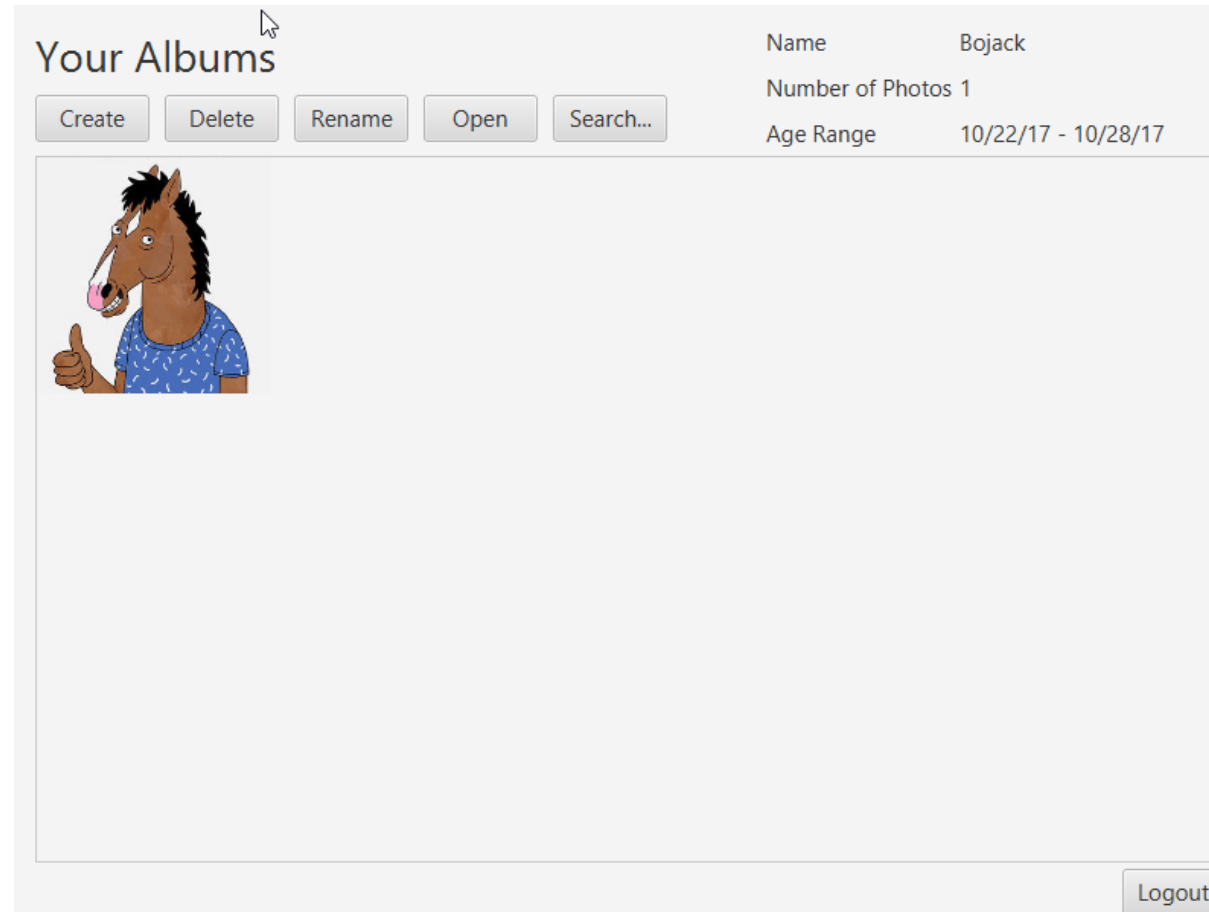 Your Albums
Create Delete Rename Open Search...
Name Bojack
Number of Photos 1
Age Range 10/22/17 - 10/28/17
Logout